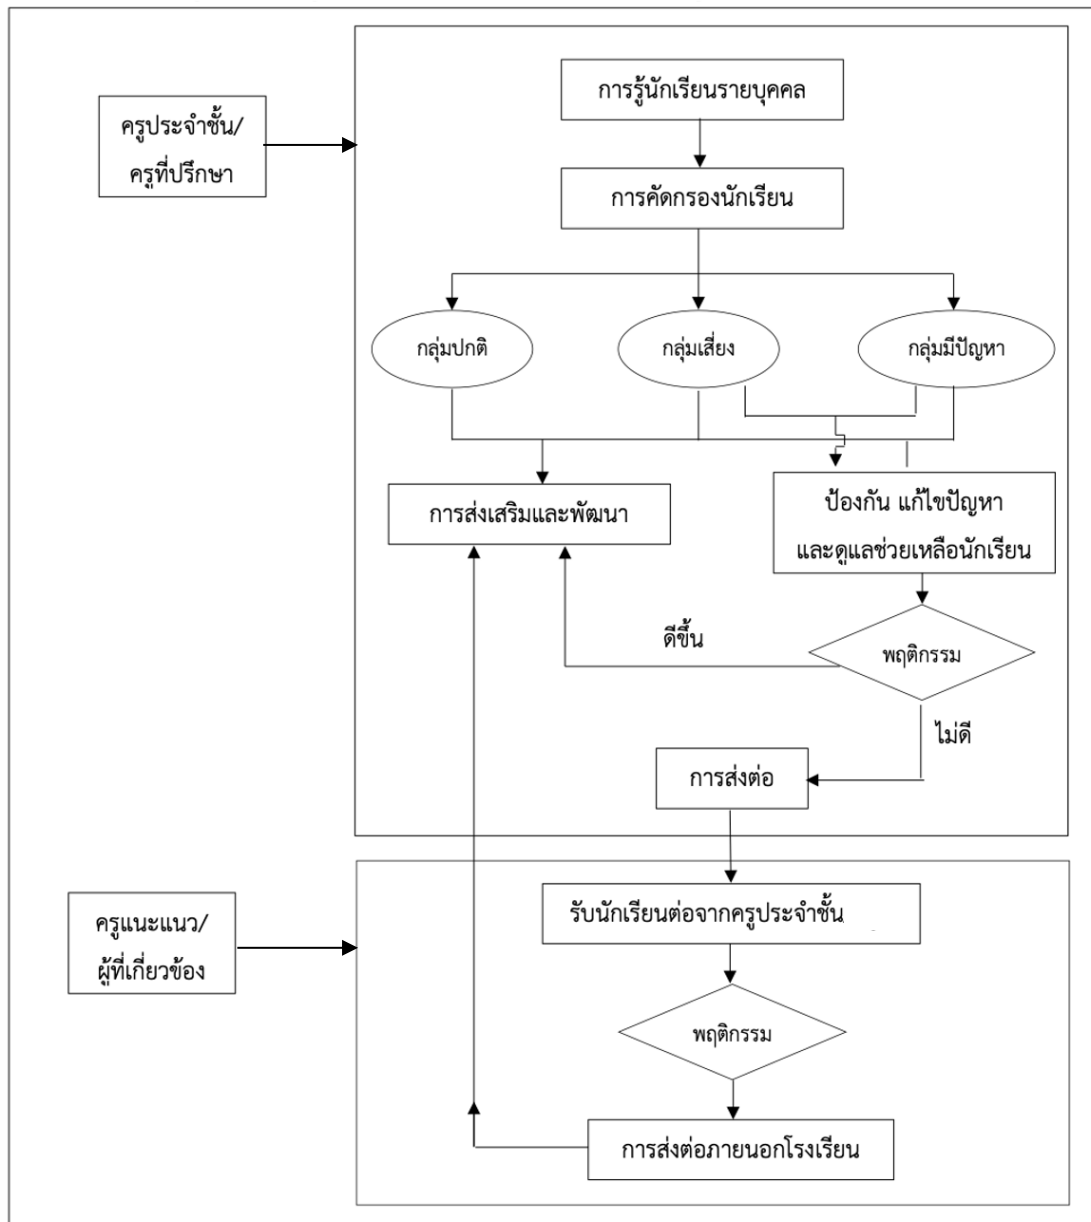 การรู้นักเรียนรายบุคคล
ครูประจำชั้น/
ครูที่ปรึกษา
การคัดกรองนักเรียน
กลุ่มปกติ
กลุ่มเสี่ยง
กลุ่มมีปัญหา
การส่งเสริมและพัฒนา
ป้องกัน แก้ไขปัญหา
และดูแลช่วยเหลือนักเรียน
ดีขึ้น
พฤติกรรม
ไม่ดี
การส่งต่อ
ครูแนะแนว/
ผู้ที่เกี่ยวข้อง
รับนักเรียนต่อจากครูประจำชั้น
พฤติกรรม
การส่งต่อภายนอกโรงเรียน